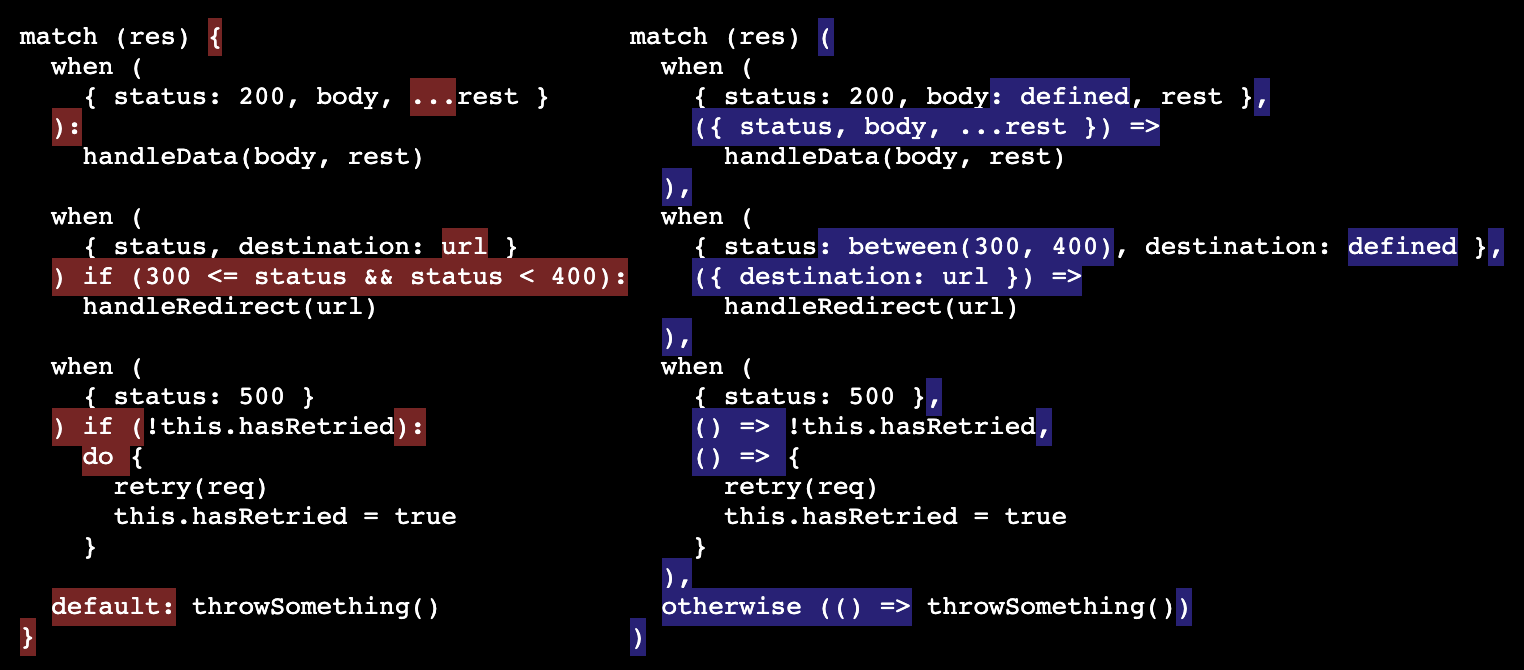 match (res) {
  when (
    { status: 200, body, ...rest }
  ):
    handleData(body, rest)

  when (
    { status, destination: url }
  ) if (300 <= status && status < 400):
    handleRedirect(url)

  when (
    { status: 500 }
  ) if (!this.hasRetried):
    do {
      retry(req)
      this.hasRetried = true
    }

  default: throwSomething()
}
match (res) (
  when (
    { status: 200, body: defined, rest },
    ({ status, body, ...rest }) =>
      handleData(body, rest)
  ),
  when (
    { status: between(300, 400), destination: defined },
    ({ destination: url }) =>
      handleRedirect(url)
  ),
  when (
    { status: 500 },
    () => !this.hasRetried,
    () => {
      retry(req)
      this.hasRetried = true
    }
  ),
  otherwise (() => throwSomething())
)